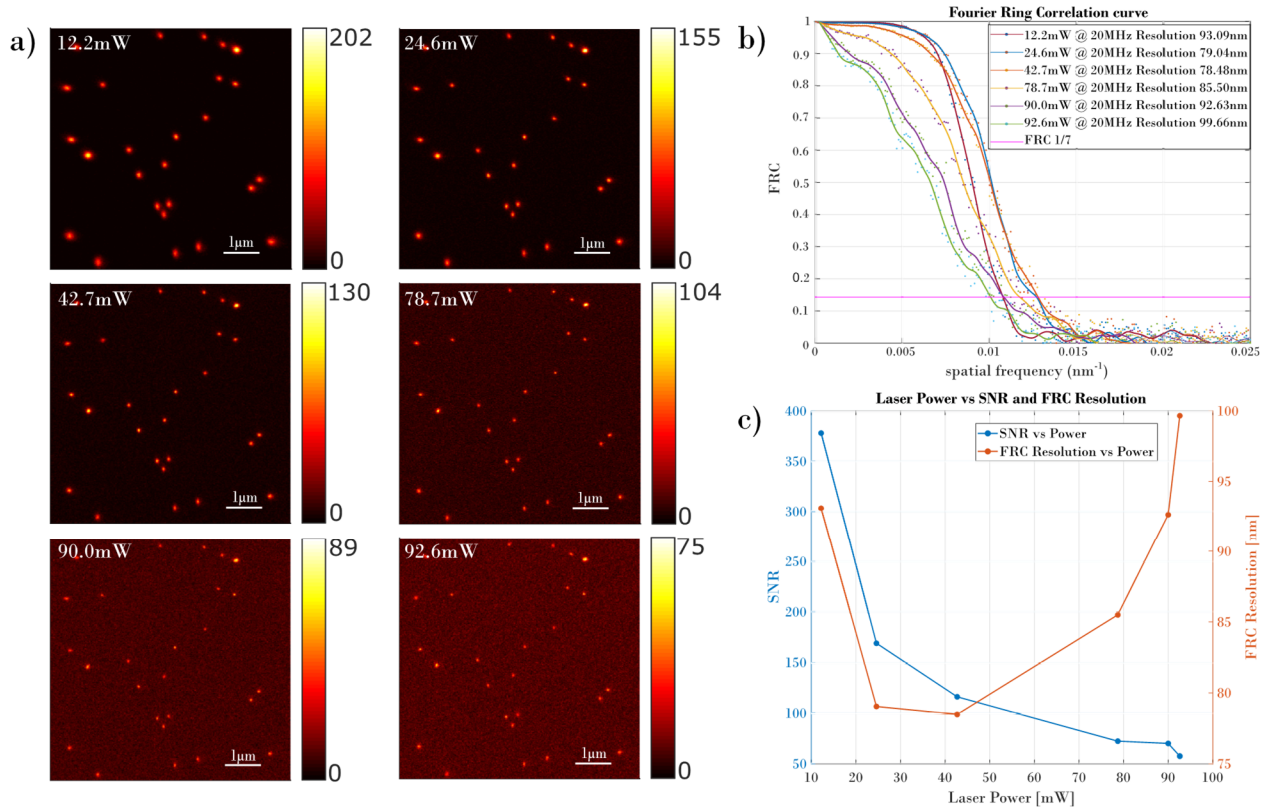 a)
12.2mW
202
0
1μm
24.6mW
155
0
1μm
42.7mW
130
0
1μm
78.7mW
104
0
1μm
90.0mW
89
0
1μm
92.6mW
75
0
1μm
b)
Fourier Ring Correlation curve
12.2mW @ 20MHz Resolution 93.09nm
24.6mW @ 20MHz Resolution 79.04nm
42.7mW @ 20MHz Resolution 78.48nm
78.7mW @ 20MHz Resolution 85.50nm
90.0mW @ 20MHz Resolution 92.63nm
92.6mW @ 20MHz Resolution 99.66nm
FRC 1/7
FRC
1
0.9
0.8
0.7
0.6
0.5
0.4
0.3
0.2
0.1
0
0 0.005 0.01 0.015 0.02 0.025
spatial frequency (nm⁻¹)
c)
Laser Power vs SNR and FRC Resolution
SNR vs Power
FRC Resolution vs Power
SNR
400
350
300
250
200
150
100
50
FRC Resolution [nm]
100
95
90
85
80
75
10 20 30 40 50 60 70 80 90 100
Laser Power [mW]